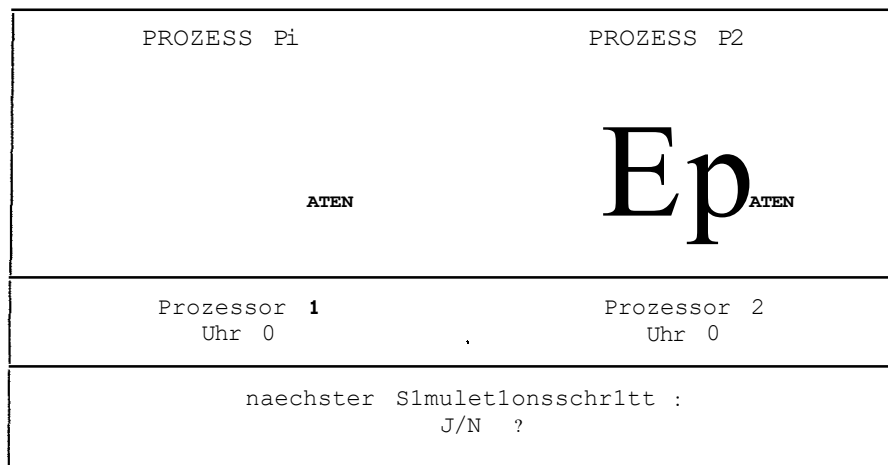 PROZESS Pi PROZESS P2
ATEN Ep ATEN
Prozessor 1 Prozessor 2
Uhr 0 Uhr 0
naechster S1mulet1onsschr1tt :
J/N ?